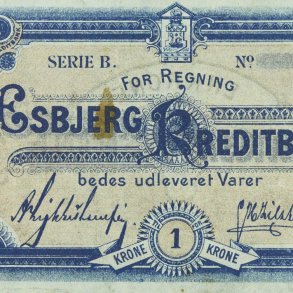 SERIE B. No
FOR REGNING
ESBJERG KREDITB
bedes udleveret Varer
KRONE 1 KRONE